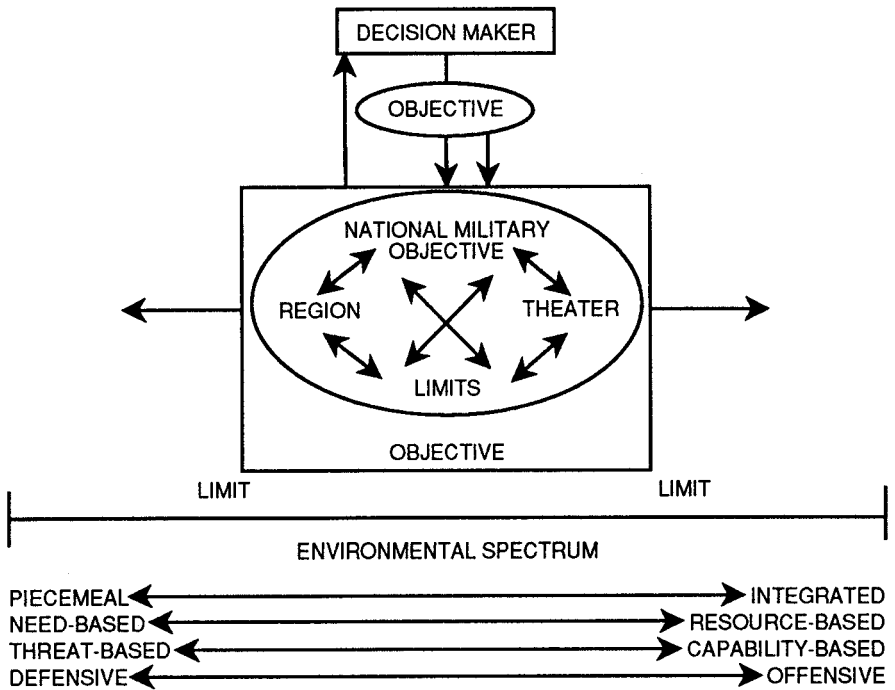 DECISION MAKER
OBJECTIVE
NATIONAL MILITARY
OBJECTIVE
REGION
THEATER
LIMITS
OBJECTIVE
LIMIT
LIMIT
ENVIRONMENTAL SPECTRUM
PIECEMEAL INTEGRATED
NEED-BASED RESOURCE-BASED
THREAT-BASED CAPABILITY-BASED
DEFENSIVE OFFENSIVE